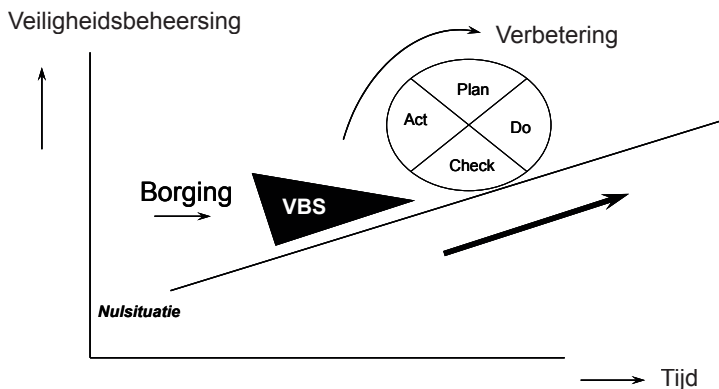 Veiligheidsbeheersing
Verbetering
Plan
Act
Do
Check
Borging
VBS
Nulsituatie
Tijd